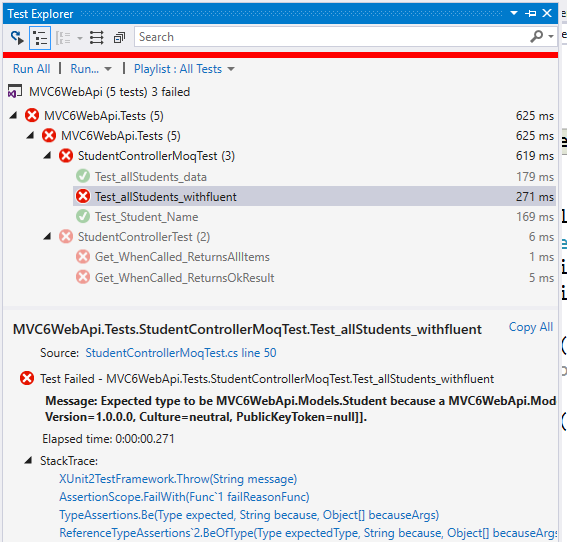 Test Explorer
Search
Run All | Run... | Playlist : All Tests
MVC6WebApi (5 tests) 3 failed
MVC6WebApi.Tests (5) 625 ms
MVC6WebApi.Tests (5) 625 ms
StudentControllerMoqTest (3) 619 ms
Test_allStudents_data 179 ms
Test_allStudents_withfluent 271 ms
Test_Student_Name 169 ms
StudentControllerTest (2) 6 ms
Get_WhenCalled_ReturnsAllItems 1 ms
Get_WhenCalled_ReturnsOkResult 5 ms
MVC6WebApi.Tests.StudentControllerMoqTest.Test_allStudents_withfluent Copy All
Source: StudentControllerMoqTest.cs line 50
Test Failed - MVC6WebApi.Tests.StudentControllerMoqTest.Test_allStudents_withfluent
Message: Expected type to be MVC6WebApi.Models.Student because a MVC6WebApi.Mod
Version=1.0.0.0, Culture=neutral, PublicKeyToken=null]].
Elapsed time: 0:00:00.271
StackTrace:
XUnit2TestFramework.Throw(String message)
AssertionScope.FailWith(Func`1 failReasonFunc)
TypeAssertions.Be(Type expected, String because, Object[] becauseArgs)
ReferenceTypeAssertions`2.BeOfType(Type expectedType, String because, Object[] becauseArgs